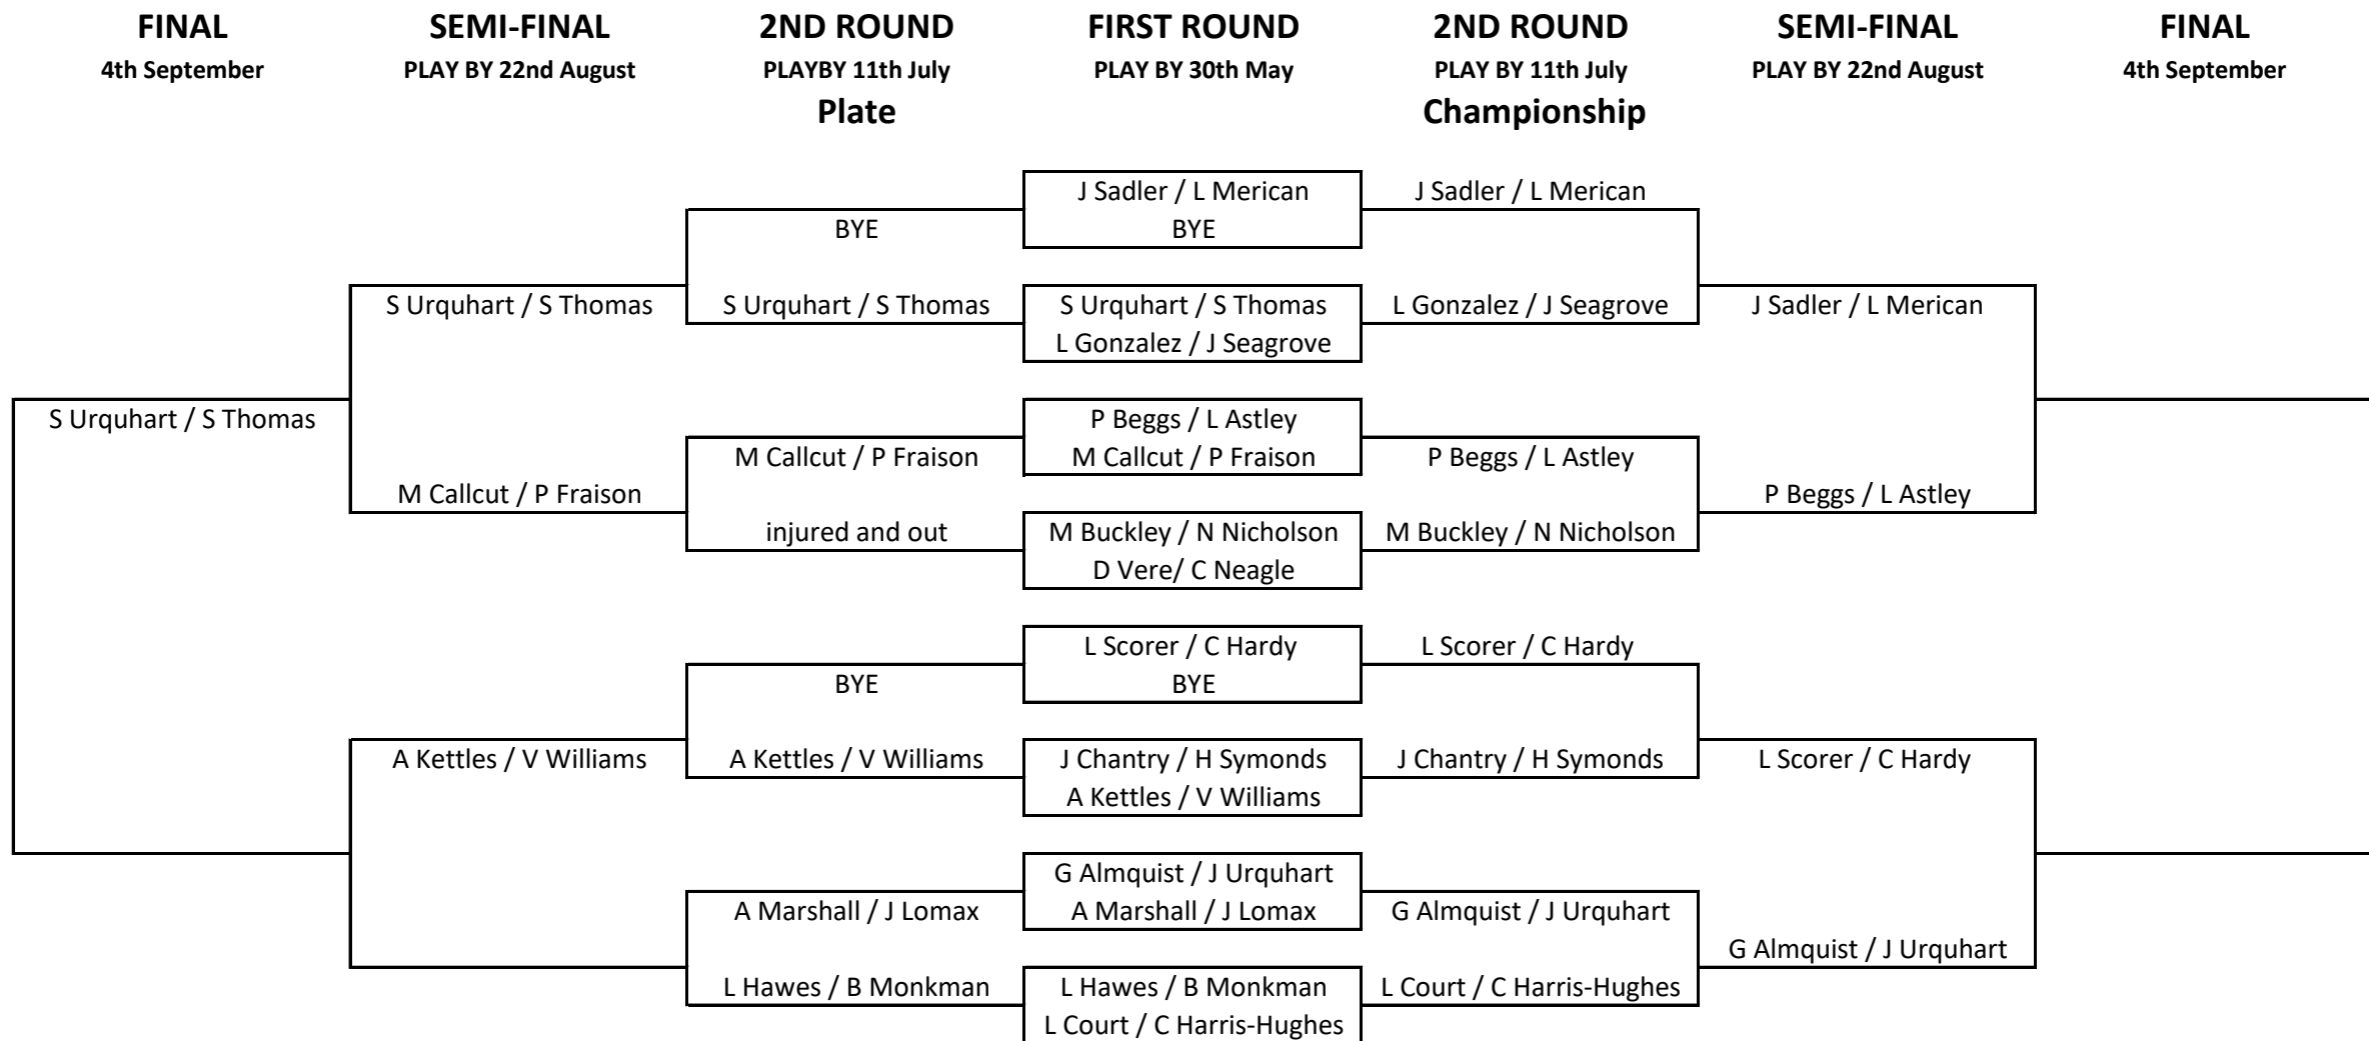 FINAL SEMI-FINAL 2ND ROUND FIRST ROUND 2ND ROUND SEMI-FINAL FINAL
4th September PLAY BY 22nd August PLAYBY 11th July PLAY BY 30th May PLAY BY 11th July PLAY BY 22nd August 4th September
Plate Championship
J Sadler / L Merican J Sadler / L Merican
BYE BYE
S Urquhart / S Thomas S Urquhart / S Thomas S Urquhart / S Thomas L Gonzalez / J Seagrove J Sadler / L Merican
L Gonzalez / J Seagrove
S Urquhart / S Thomas P Beggs / L Astley
M Callcut / P Fraison M Callcut / P Fraison P Beggs / L Astley
M Callcut / P Fraison P Beggs / L Astley
injured and out M Buckley / N Nicholson M Buckley / N Nicholson
D Vere/ C Neagle
L Scorer / C Hardy L Scorer / C Hardy
BYE BYE
A Kettles / V Williams A Kettles / V Williams J Chantry / H Symonds J Chantry / H Symonds L Scorer / C Hardy
A Kettles / V Williams
G Almquist / J Urquhart
A Marshall / J Lomax A Marshall / J Lomax G Almquist / J Urquhart
G Almquist / J Urquhart
L Hawes / B Monkman L Hawes / B Monkman L Court / C Harris-Hughes
L Court / C Harris-Hughes